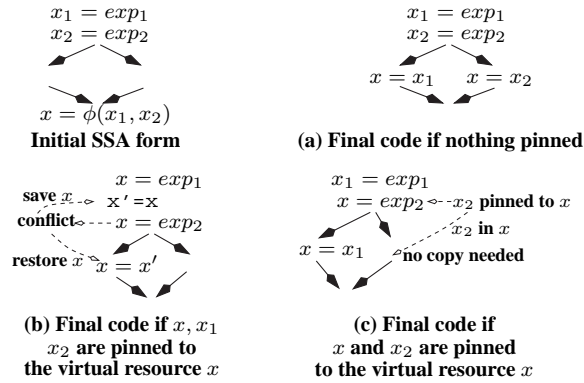 x₁ = exp₁
x₂ = exp₂
x = ϕ(x₁, x₂)
Initial SSA form
x₁ = exp₁
x₂ = exp₂
x = x₁
x = x₂
(a) Final code if nothing pinned
x = exp₁
save x
x'=x
conflict
x = exp₂
restore x
x = x′
(b) Final code if x, x₁
x₂ are pinned to
the virtual resource x
x₁ = exp₁
x = exp₂
x₂ pinned to x
x₂ in x
x = x₁
no copy needed
(c) Final code if
x and x₂ are pinned
to the virtual resource x